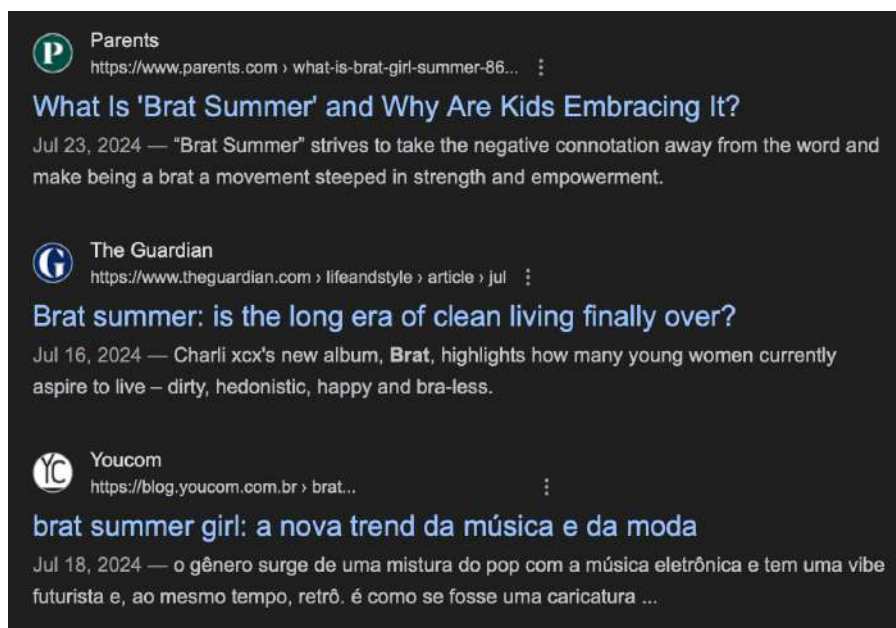 Parents
https://www.parents.com › what-is-brat-girl-summer-86...
What Is 'Brat Summer' and Why Are Kids Embracing It?
Jul 23, 2024 — “Brat Summer” strives to take the negative connotation away from the word and
make being a brat a movement steeped in strength and empowerment.
The Guardian
https://www.theguardian.com › lifeandstyle › article › jul
Brat summer: is the long era of clean living finally over?
Jul 16, 2024 — Charli xcx's new album, Brat, highlights how many young women currently
aspire to live – dirty, hedonistic, happy and bra-less.
Youcom
https://blog.youcom.com.br › brat...
brat summer girl: a nova trend da música e da moda
Jul 18, 2024 — o gênero surge de uma mistura do pop com a música eletrônica e tem uma vibe
futurista e, ao mesmo tempo, retrô. é como se fosse uma caricatura ...